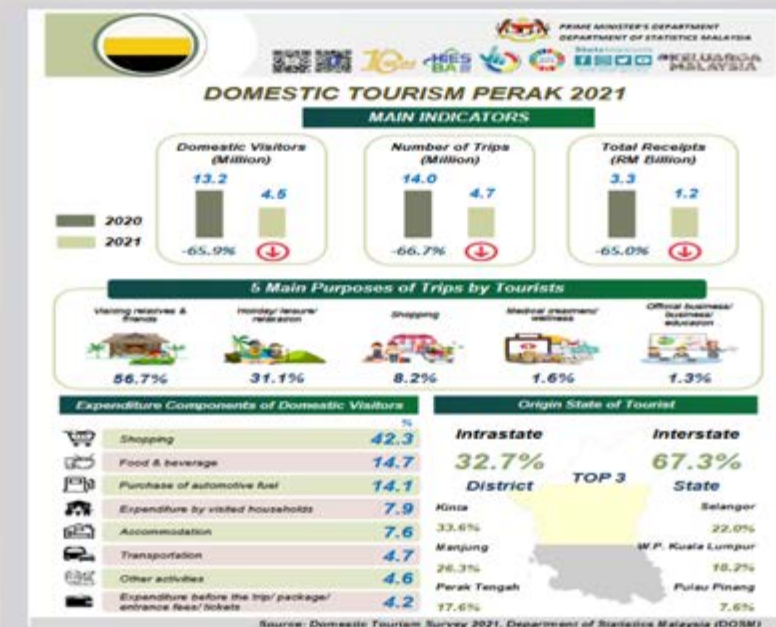 PRIME MINISTER'S DEPARTMENT
DEPARTMENT OF STATISTICS MALAYSIA
#KELUARGA
MALAYSIA
DOMESTIC TOURISM PERAK 2021
MAIN INDICATORS
2020
2021
Domestic Visitors
(Million)
13.2
4.5
-65.9%
Number of Trips
(Million)
14.0
4.7
-66.7%
Total Receipts
(RM Billion)
3.3
1.2
-65.0%
5 Main Purposes of Trips by Tourists
Visiting relatives &
friends
56.7%
Holiday/ leisure/
relaxation
31.1%
Shopping
8.2%
Medical treatment/
wellness
1.6%
Official business/
business/
education
1.3%
Expenditure Components of Domestic Visitors
%
Shopping 42.3
Food & beverage 14.7
Purchase of automotive fuel 14.1
Expenditure by visited households 7.9
Accommodation 7.6
Transportation 4.7
Other activities 4.6
Expenditure before the trip/ package/
entrance fees/ tickets 4.2
Origin State of Tourist
Intrastate Interstate
32.7% 67.3%
District TOP 3 State
Kinta Selangor
33.6% 22.0%
Manjung W.P. Kuala Lumpur
26.3% 18.2%
Perak Tengah Pulau Pinang
17.6% 7.6%
Source: Domestic Tourism Survey 2021, Department of Statistics Malaysia (DOSM)